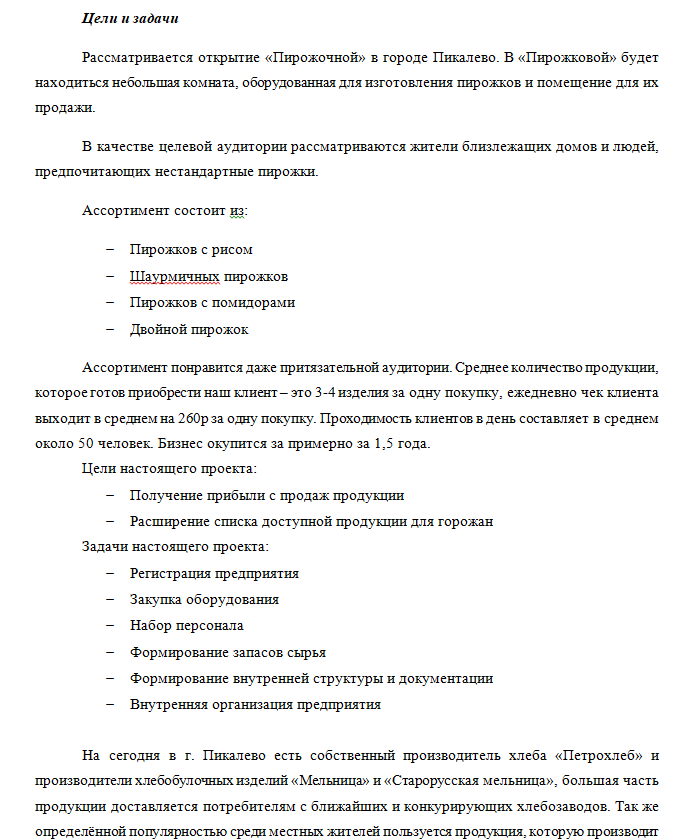 Цели и задачи
Рассматривается открытие «Пирожочной» в городе Пикалево. В «Пирожковой» будет
находиться небольшая комната, оборудованная для изготовления пирожков и помещение для их
продажи.
В качестве целевой аудитории рассматриваются жители близлежащих домов и людей,
предпочитающих нестандартные пирожки.
Ассортимент состоит из:
– Пирожков с рисом
– Шаурмичных пирожков
– Пирожков с помидорами
– Двойной пирожок
Ассортимент понравится даже притязательной аудитории. Среднее количество продукции,
которое готов приобрести наш клиент – это 3-4 изделия за одну покупку, ежедневно чек клиента
выходит в среднем на 260р за одну покупку. Проходимость клиентов в день составляет в среднем
около 50 человек. Бизнес окупится за примерно за 1,5 года.
Цели настоящего проекта:
– Получение прибыли с продаж продукции
– Расширение списка доступной продукции для горожан
Задачи настоящего проекта:
– Регистрация предприятия
– Закупка оборудования
– Набор персонала
– Формирование запасов сырья
– Формирование внутренней структуры и документации
– Внутренняя организация предприятия
На сегодня в г. Пикалево есть собственный производитель хлеба «Петрохлеб» и
производители хлебобулочных изделий «Мельница» и «Старорусская мельница», большая часть
продукции доставляется потребителям с ближайших и конкурирующих хлебозаводов. Так же
определённой популярностью среди местных жителей пользуется продукция, которую производит